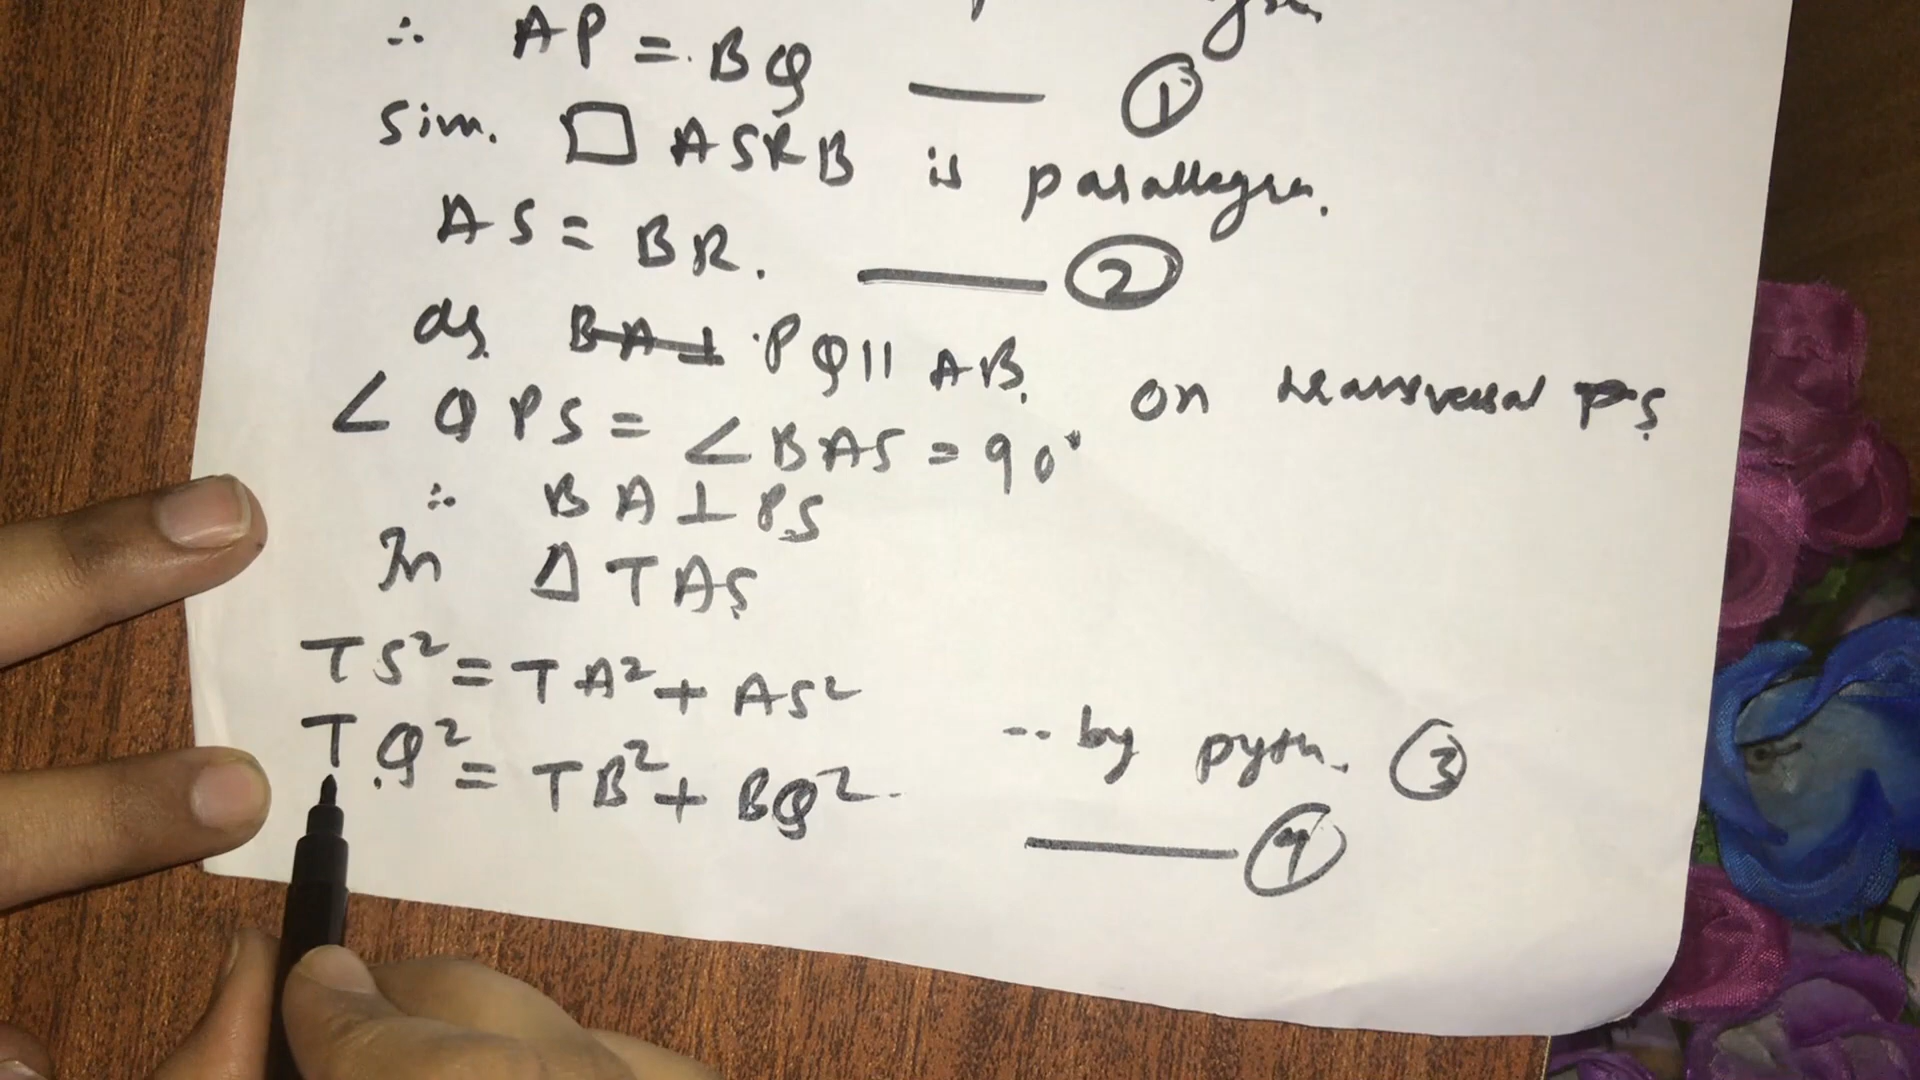 ∴ AP = BQ ——— ①
Sim. □ ASRB is parallegm.
AS = BR. ——— ②
as PQ || AB. on transversal PS
∠QPS = ∠BAS = 90°
∴ BA ⊥ PS
In Δ TAS
TS² = TA² + AS²
TQ² = TB² + BQ² -- by pyth. ③
——— ④